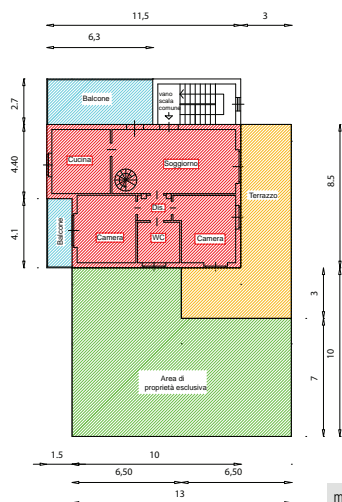 11,5
3
6,3
Balcone
vano
scala
comune
2.7
4.40
4.1
Cucina
Soggiorno
Terrazzo
8.5
Dis.
Balcone
Camera
WC
Camera
3
10
7
Area di
proprietà esclusiva
1.5
10
6,50
6,50
13
m